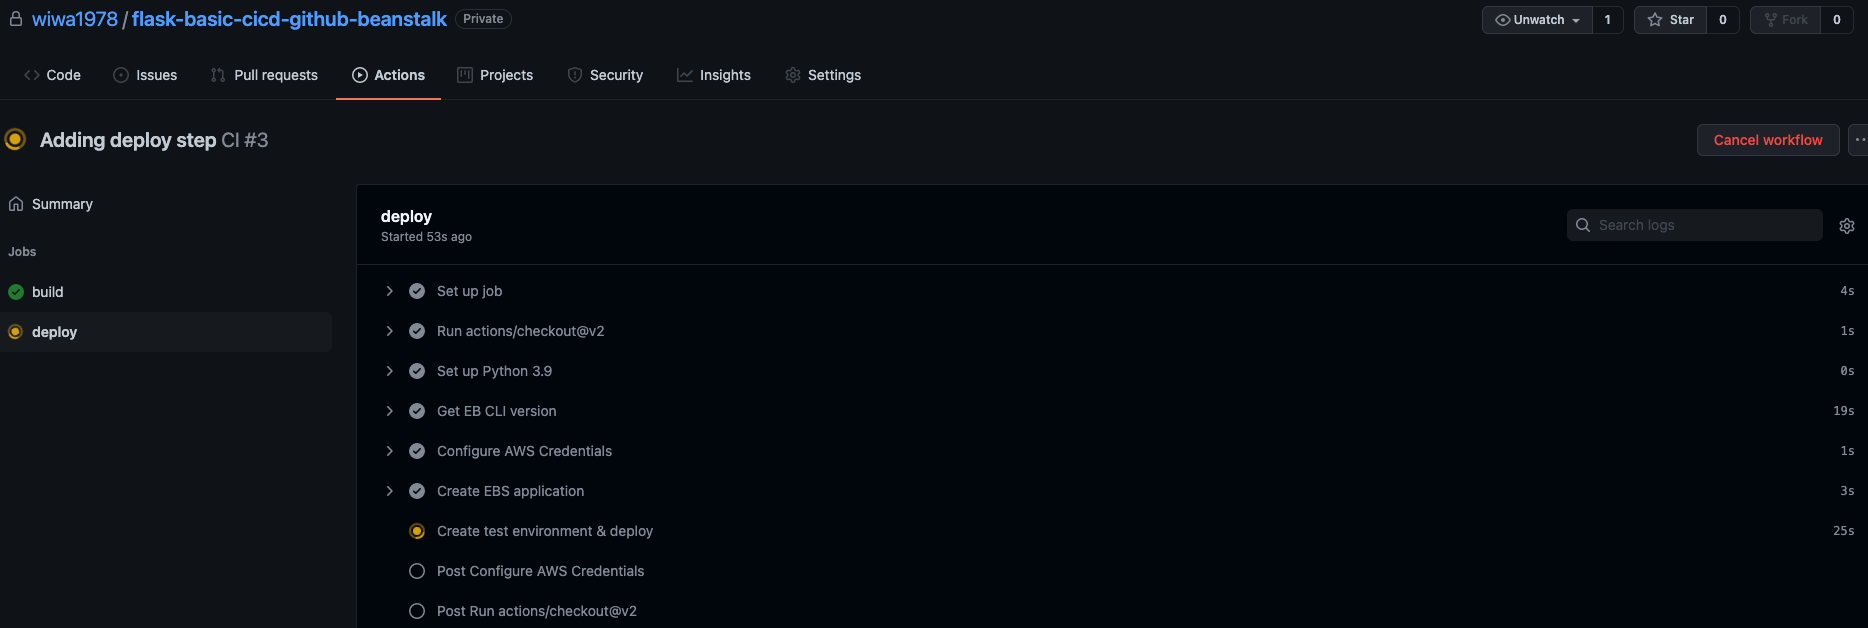 wiwa1978 / flask-basic-cicd-github-beanstalk Private Unwatch 1 Star 0 Fork 0
Code Issues Pull requests Actions Projects Security Insights Settings
Adding deploy step CI #3 Cancel workflow
Summary
Jobs
build
deploy
deploy
Started 53s ago
Search logs
Set up job 4s
Run actions/checkout@v2 1s
Set up Python 3.9 0s
Get EB CLI version 19s
Configure AWS Credentials 1s
Create EBS application 3s
Create test environment & deploy 25s
Post Configure AWS Credentials
Post Run actions/checkout@v2